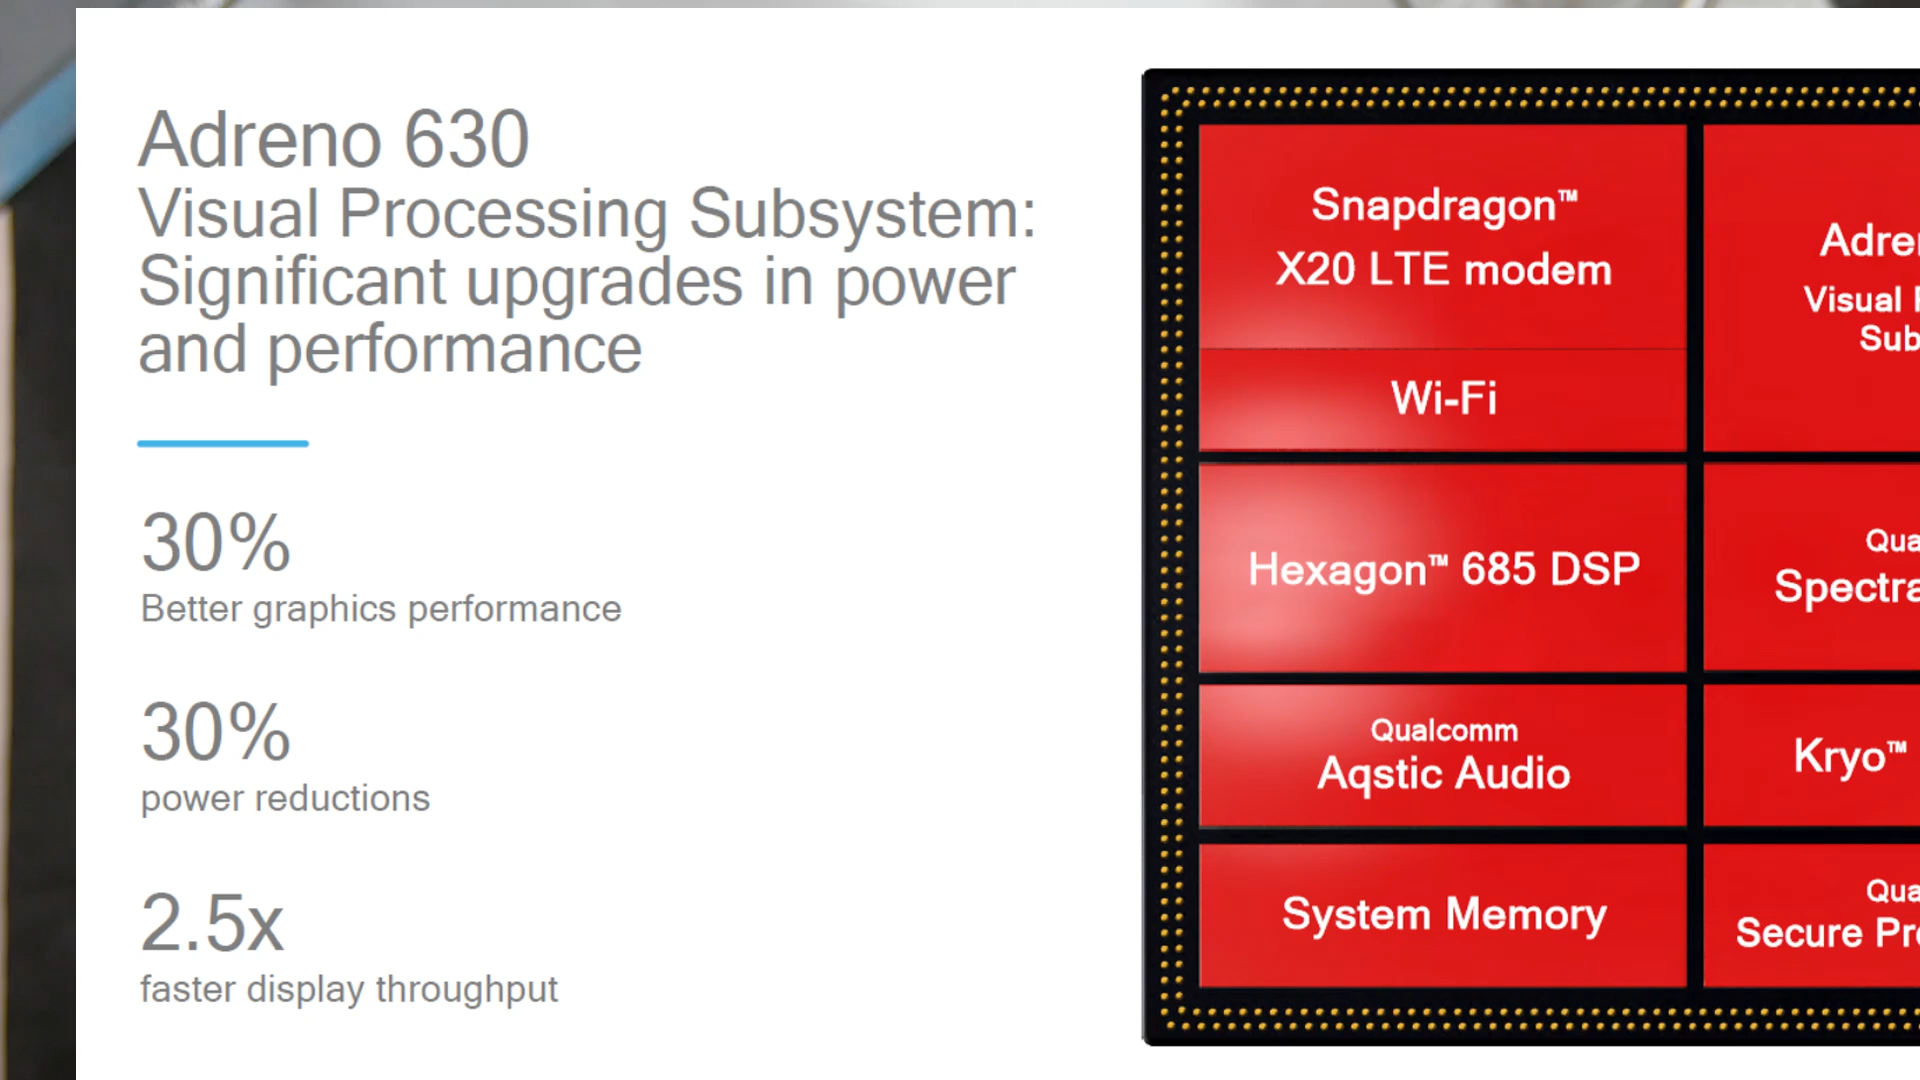 Adreno 630
Visual Processing Subsystem:
Significant upgrades in power
and performance
30%
Better graphics performance
30%
power reductions
2.5x
faster display throughput
Snapdragon™
X20 LTE modem
Wi-Fi
Hexagon™ 685 DSP
Qualcomm
Aqstic Audio
System Memory
Visual
Kryo™
Secure